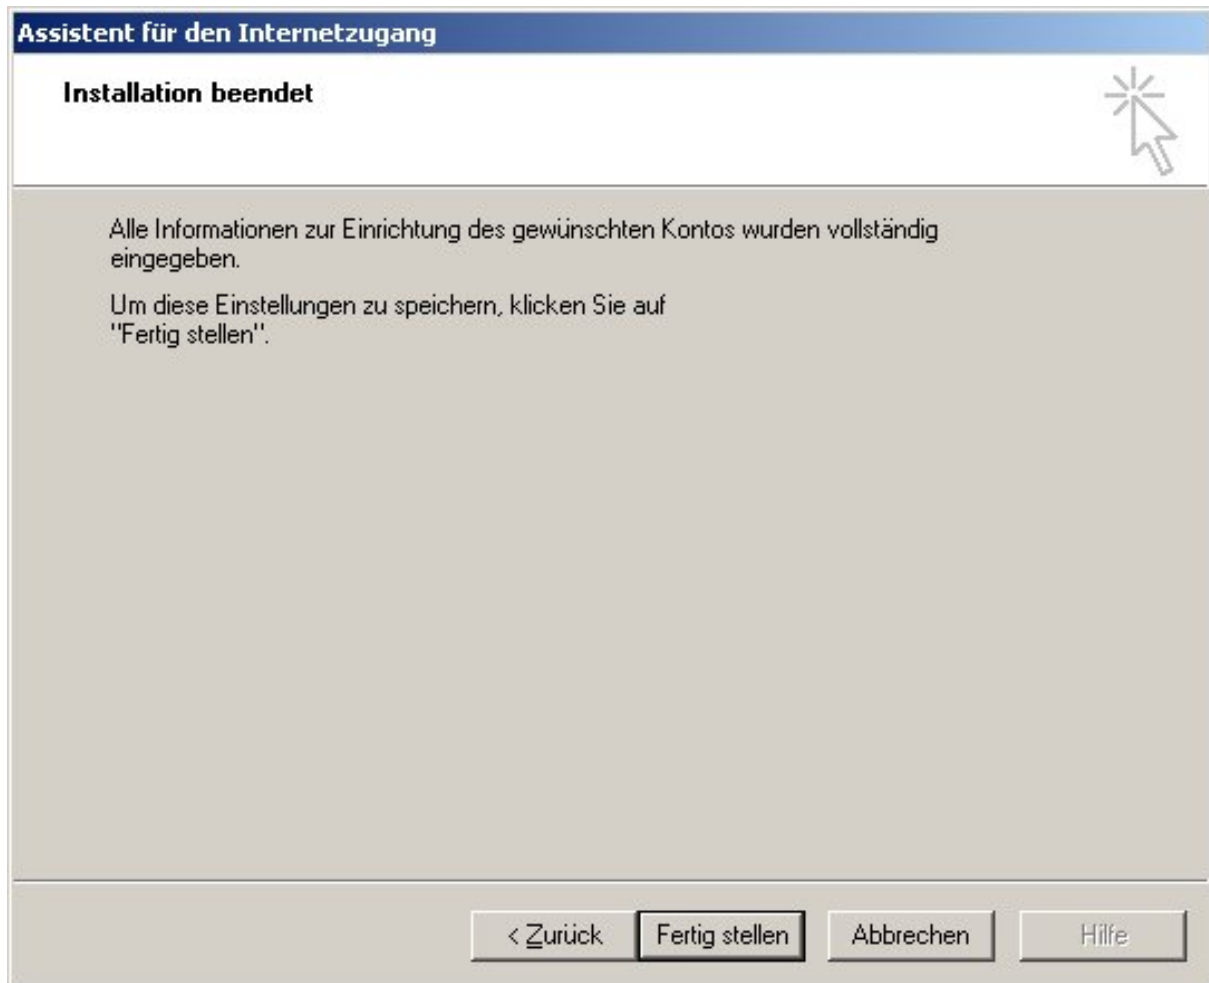 Assistent für den Internetzugang
Installation beendet
Alle Informationen zur Einrichtung des gewünschten Kontos wurden vollständig
eingegeben.
Um diese Einstellungen zu speichern, klicken Sie auf
"Fertig stellen".
< Zurück
Fertig stellen
Abbrechen
Hilfe